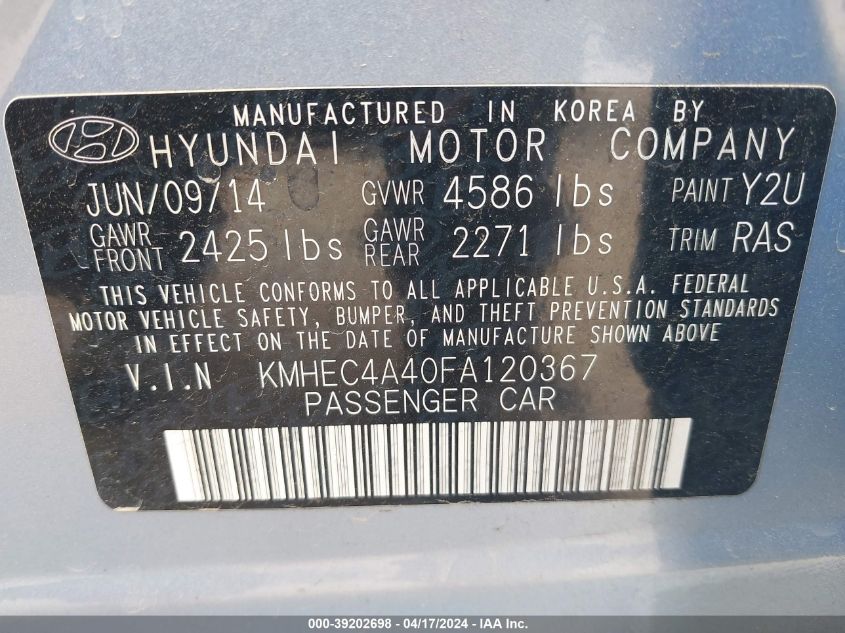 MANUFACTURED IN KOREA BY
HYUNDAI MOTOR COMPANY
JUN/09/14 GVWR 4586 lbs PAINT Y2U
GAWR FRONT 2425 lbs GAWR REAR 2271 lbs TRIM RAS
THIS VEHICLE CONFORMS TO ALL APPLICABLE U.S.A. FEDERAL
MOTOR VEHICLE SAFETY, BUMPER, AND THEFT PREVENTION STANDARDS
IN EFFECT ON THE DATE OF MANUFACTURE SHOWN ABOVE
V.I.N KMHEC4A40FA120367
PASSENGER CAR
000-39202698 - 04/17/2024 - IAA Inc.